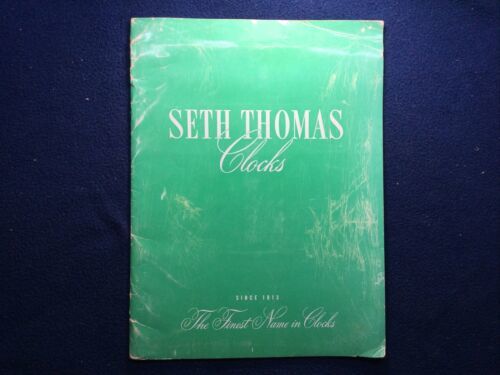 SETH THOMAS
Clocks
SINCE 1813
The Finest Name in Clocks